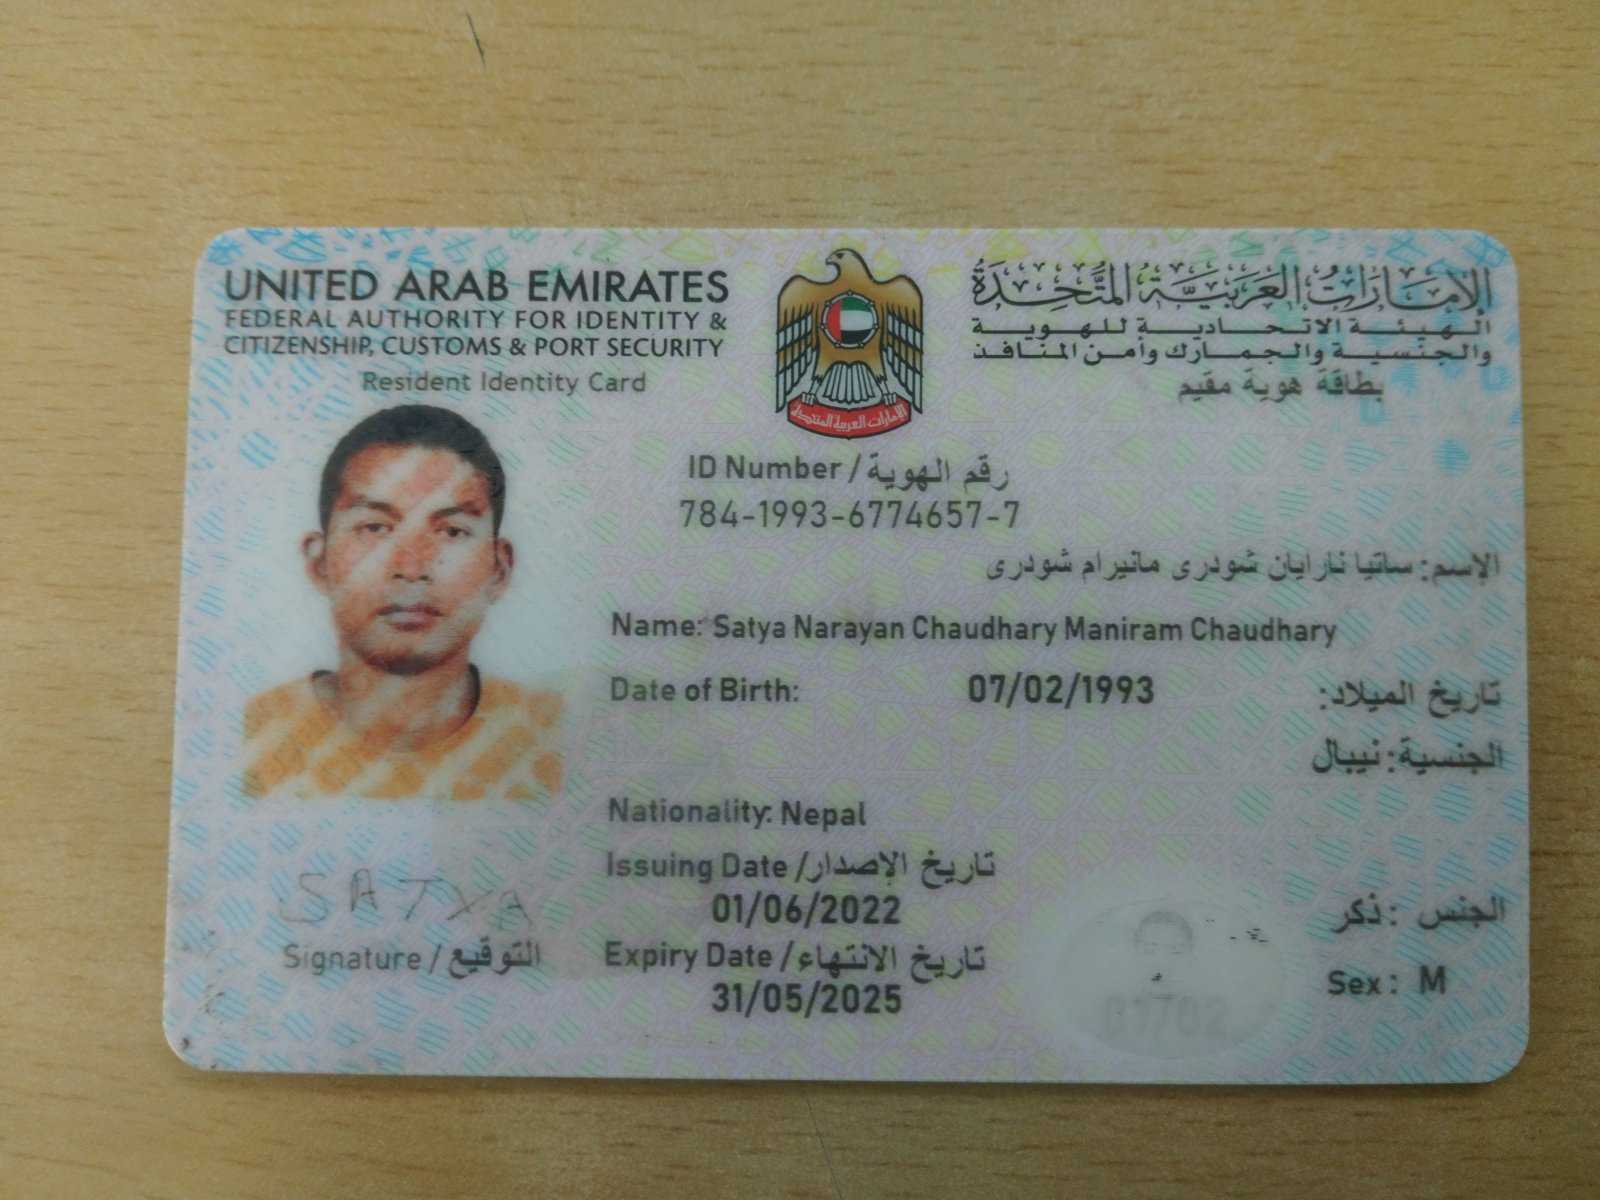 UNITED ARAB EMIRATES
FEDERAL AUTHORITY FOR IDENTITY &
CITIZENSHIP, CUSTOMS & PORT SECURITY
Resident Identity Card
الإمارات العربية المتحدة
الهيئة الاتحادية للهوية
والجنسية والجمارك وأمن المنافذ
بطاقة هوية مقيم
الإمارات العربية المتحدة
ID Number / رقم الهوية
784-1993-6774657-7
الإسم: ساتيا نارايان شودرى مانيرام شودرى
Name: Satya Narayan Chaudhary Maniram Chaudhary
Date of Birth: 07/02/1993 تاريخ الميلاد:
الجنسية: نيبال
Nationality: Nepal
Issuing Date / تاريخ الإصدار
01/06/2022
Expiry Date / تاريخ الانتهاء
31/05/2025
الجنس : ذكر
Sex : M
SATYA
Signature / التوقيع